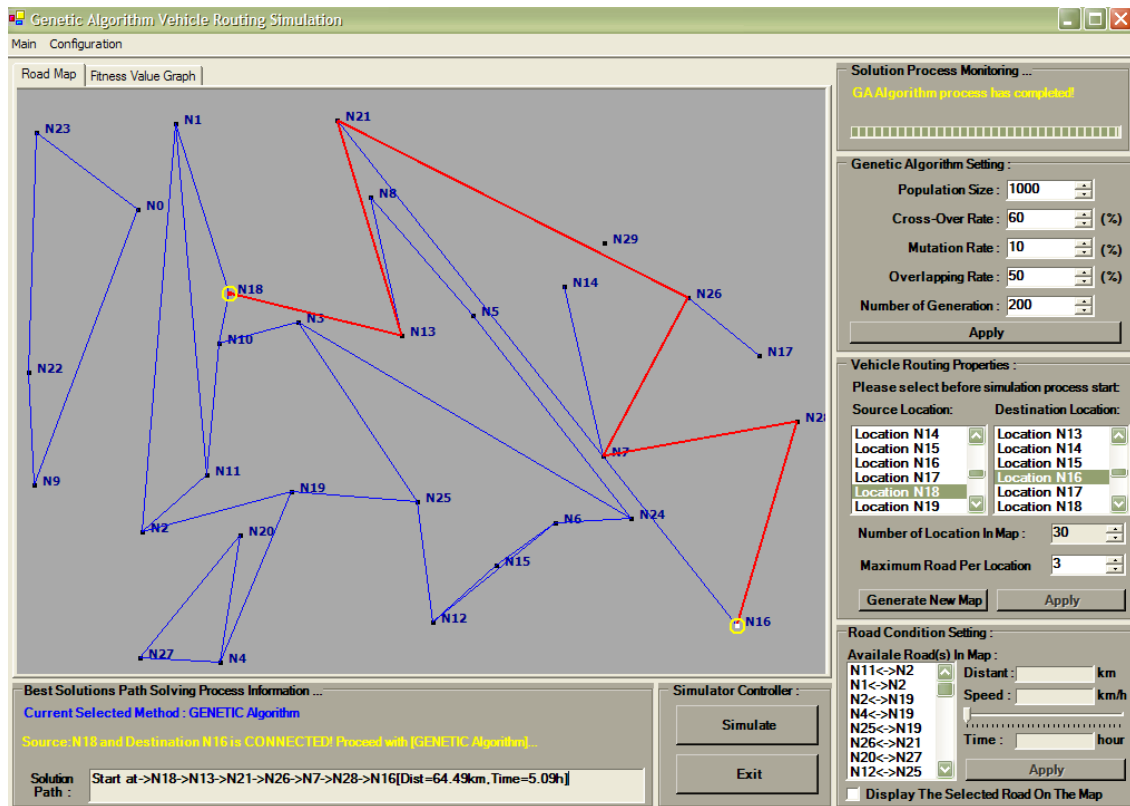 Genetic Algorithm Vehicle Routing Simulation
Main Configuration
Road Map Fitness Value Graph
N23
N1
N21
N8
N0
N29
N14
N26
N18
N3
N5
N13
N10
N17
N22
N28
N7
N11
N9
N19
N25
N2
N20
N6
N24
N15
N12
N16
N27
N4
Solution Process Monitoring ...
GA Algorithm process has completed!
Genetic Algorithm Setting :
Population Size : 1000
Cross-Over Rate : 60 (%)
Mutation Rate : 10 (%)
Overlapping Rate : 50 (%)
Number of Generation : 200
Apply
Vehicle Routing Properties :
Please select before simulation process start:
Source Location: Destination Location:
Location N14 Location N13
Location N15 Location N14
Location N16 Location N15
Location N17 Location N16
Location N18 Location N17
Location N19 Location N18
Number of Location In Map : 30
Maximum Road Per Location 3
Generate New Map Apply
Road Condition Setting :
Availale Road(s) In Map :
N11<->N2
N1<->N2
N2<->N19
N4<->N19
N25<->N19
N26<->N21
N20<->N27
N12<->N25
Distant : km
Speed : km/h
Time : hour
Apply
Display The Selected Road On The Map
Best Solutions Path Solving Process Information ...
Current Selected Method : GENETIC Algorithm
Source:N18 and Destination N16 is CONNECTED! Proceed with [GENETIC Algorithm]...
Solution Path : Start at->N18->N13->N21->N26->N7->N28->N16[Dist=64.49km,Time=5.09h]
Simulator Controller :
Simulate
Exit